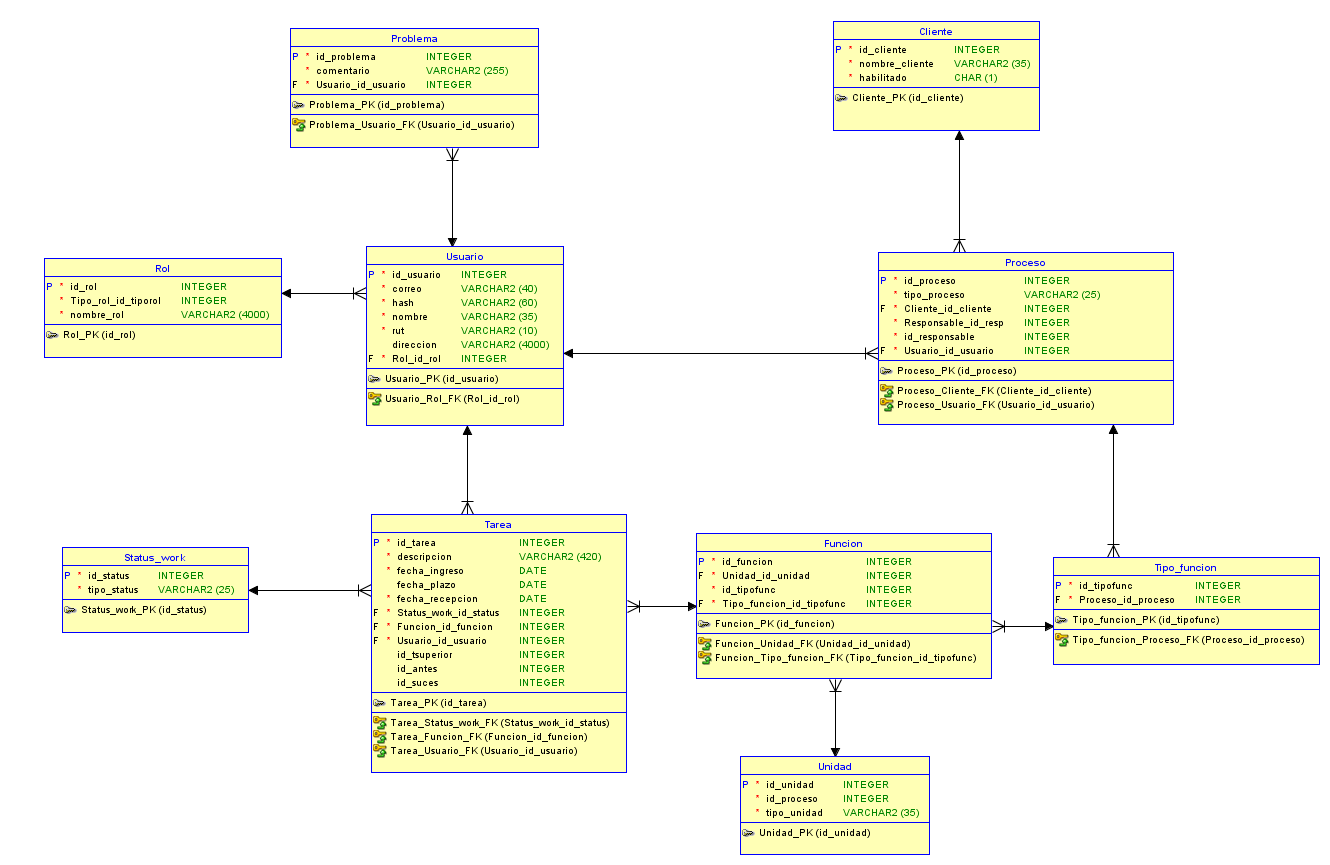 Problema
P * id_problema INTEGER
* comentario VARCHAR2 (255)
F * Usuario_id_usuario INTEGER
Problema_PK (id_problema)
Problema_Usuario_FK (Usuario_id_usuario)
Cliente
P * id_cliente INTEGER
* nombre_cliente VARCHAR2 (35)
* habilitado CHAR (1)
Cliente_PK (id_cliente)
Rol
P * id_rol INTEGER
* Tipo_rol_id_tiporol INTEGER
* nombre_rol VARCHAR2 (4000)
Rol_PK (id_rol)
Usuario
P * id_usuario INTEGER
* correo VARCHAR2 (40)
* hash VARCHAR2 (60)
* nombre VARCHAR2 (35)
* rut VARCHAR2 (10)
direccion VARCHAR2 (4000)
F * Rol_id_rol INTEGER
Usuario_PK (id_usuario)
Usuario_Rol_FK (Rol_id_rol)
Proceso
P * id_proceso INTEGER
* tipo_proceso VARCHAR2 (25)
F * Cliente_id_cliente INTEGER
* Responsable_id_resp INTEGER
* id_responsable INTEGER
F * Usuario_id_usuario INTEGER
Proceso_PK (id_proceso)
Proceso_Cliente_FK (Cliente_id_cliente)
Proceso_Usuario_FK (Usuario_id_usuario)
Status_work
P * id_status INTEGER
* tipo_status VARCHAR2 (25)
Status_work_PK (id_status)
Tarea
P * id_tarea INTEGER
* descripcion VARCHAR2 (420)
* fecha_ingreso DATE
fecha_plazo DATE
* fecha_recepcion DATE
F * Status_work_id_status INTEGER
F * Funcion_id_funcion INTEGER
F * Usuario_id_usuario INTEGER
id_tsuperior INTEGER
id_antes INTEGER
id_suces INTEGER
Tarea_PK (id_tarea)
Tarea_Status_work_FK (Status_work_id_status)
Tarea_Funcion_FK (Funcion_id_funcion)
Tarea_Usuario_FK (Usuario_id_usuario)
Funcion
P * id_funcion INTEGER
F * Unidad_id_unidad INTEGER
* id_tipofunc INTEGER
F * Tipo_funcion_id_tipofunc INTEGER
Funcion_PK (id_funcion)
Funcion_Unidad_FK (Unidad_id_unidad)
Funcion_Tipo_funcion_FK (Tipo_funcion_id_tipofunc)
Tipo_funcion
P * id_tipofunc INTEGER
F * Proceso_id_proceso INTEGER
Tipo_funcion_PK (id_tipofunc)
Tipo_funcion_Proceso_FK (Proceso_id_proceso)
Unidad
P * id_unidad INTEGER
* id_proceso INTEGER
* tipo_unidad VARCHAR2 (35)
Unidad_PK (id_unidad)